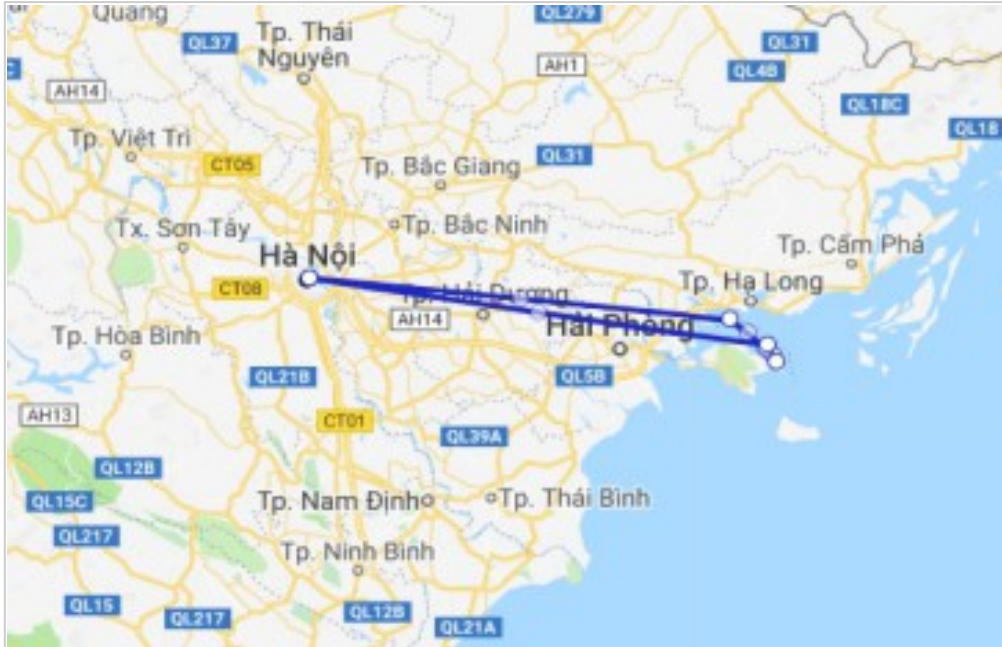 Quang
QL279
QL37
Tp. Thái
Nguyên
QL31
AH1
QL4B
AH14
QL18C
QL18
Tp. Việt Trì
CT05
QL31
Tp. Bắc Giang
Tx. Sơn Tây
Tp. Bắc Ninh
Hà Nội
Tp. Cẩm Phả
CT08
Tp. Hải Dương
Tp. Hạ Long
AH14
Hải Phòng
Tp. Hòa Bình
QL21B
QL5B
AH13
CT01
QL39A
QL12B
QL15C
Tp. Nam Định
Tp. Thái Bình
QL217
Tp. Ninh Bình
QL15
QL217
QL12B
QL21A